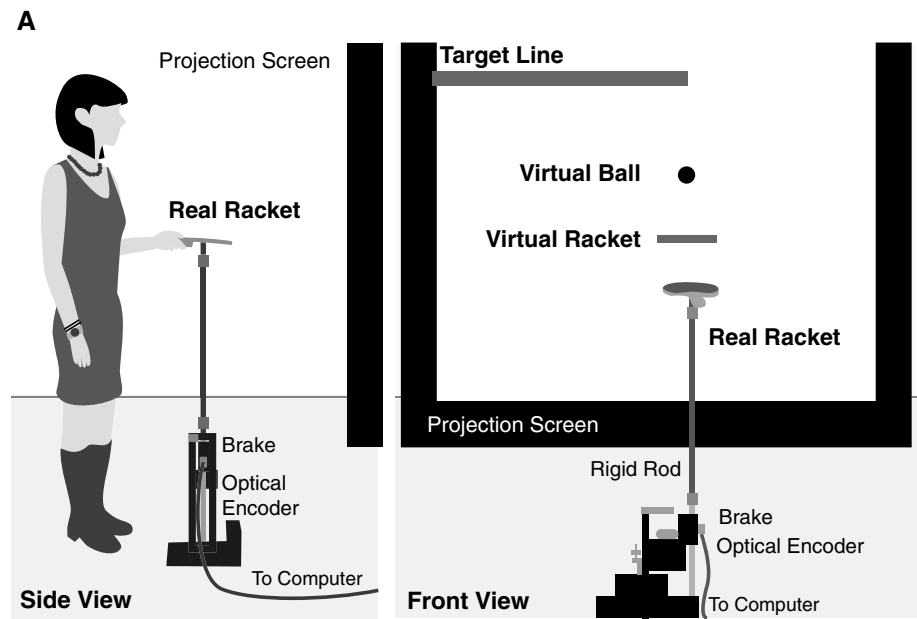 A
Projection Screen
Real Racket
Brake
Optical
Encoder
To Computer
Side View
Target Line
Virtual Ball
Virtual Racket
Real Racket
Projection Screen
Rigid Rod
Brake
Optical Encoder
To Computer
Front View